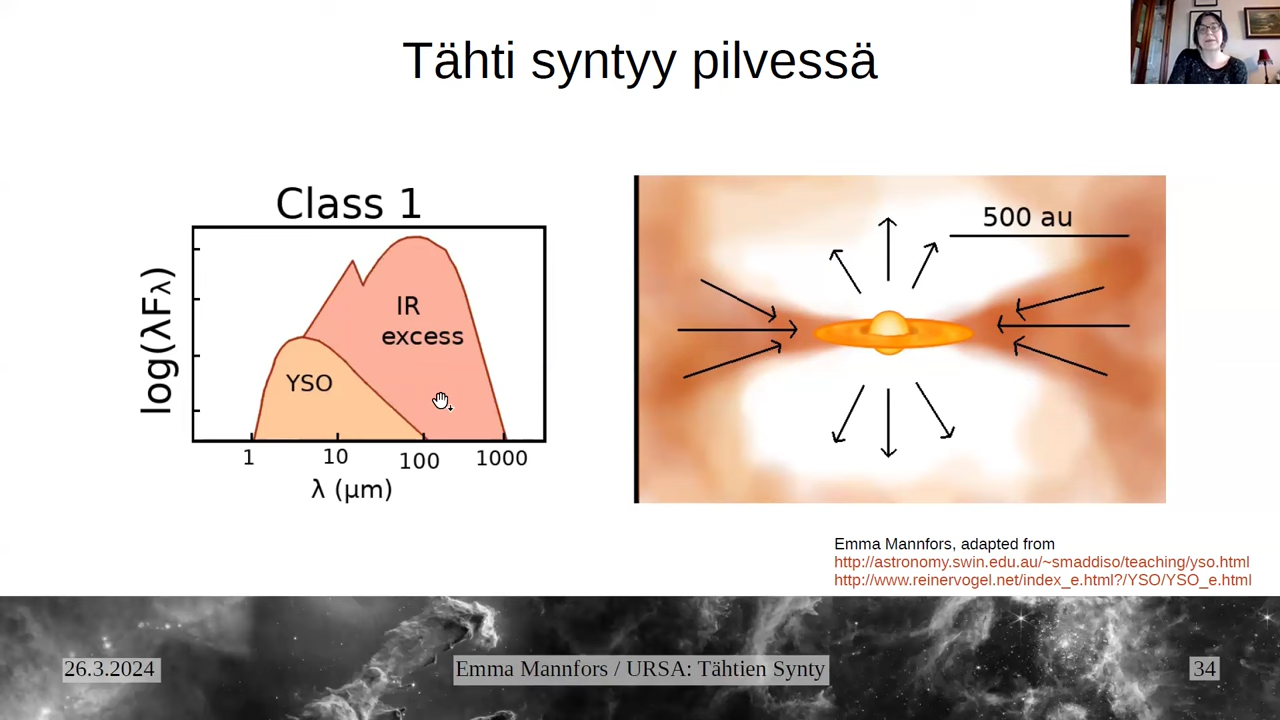 Tähti syntyy pilvessä
Class 1
log(λFλ)
IR
excess
YSO
1 10 100 1000
λ (μm)
500 au
Emma Mannfors, adapted from
http://astronomy.swin.edu.au/~smaddiso/teaching/yso.html
http://www.reinervogel.net/index_e.html?/YSO/YSO_e.html
26.3.2024
Emma Mannfors / URSA: Tähtien Synty
34